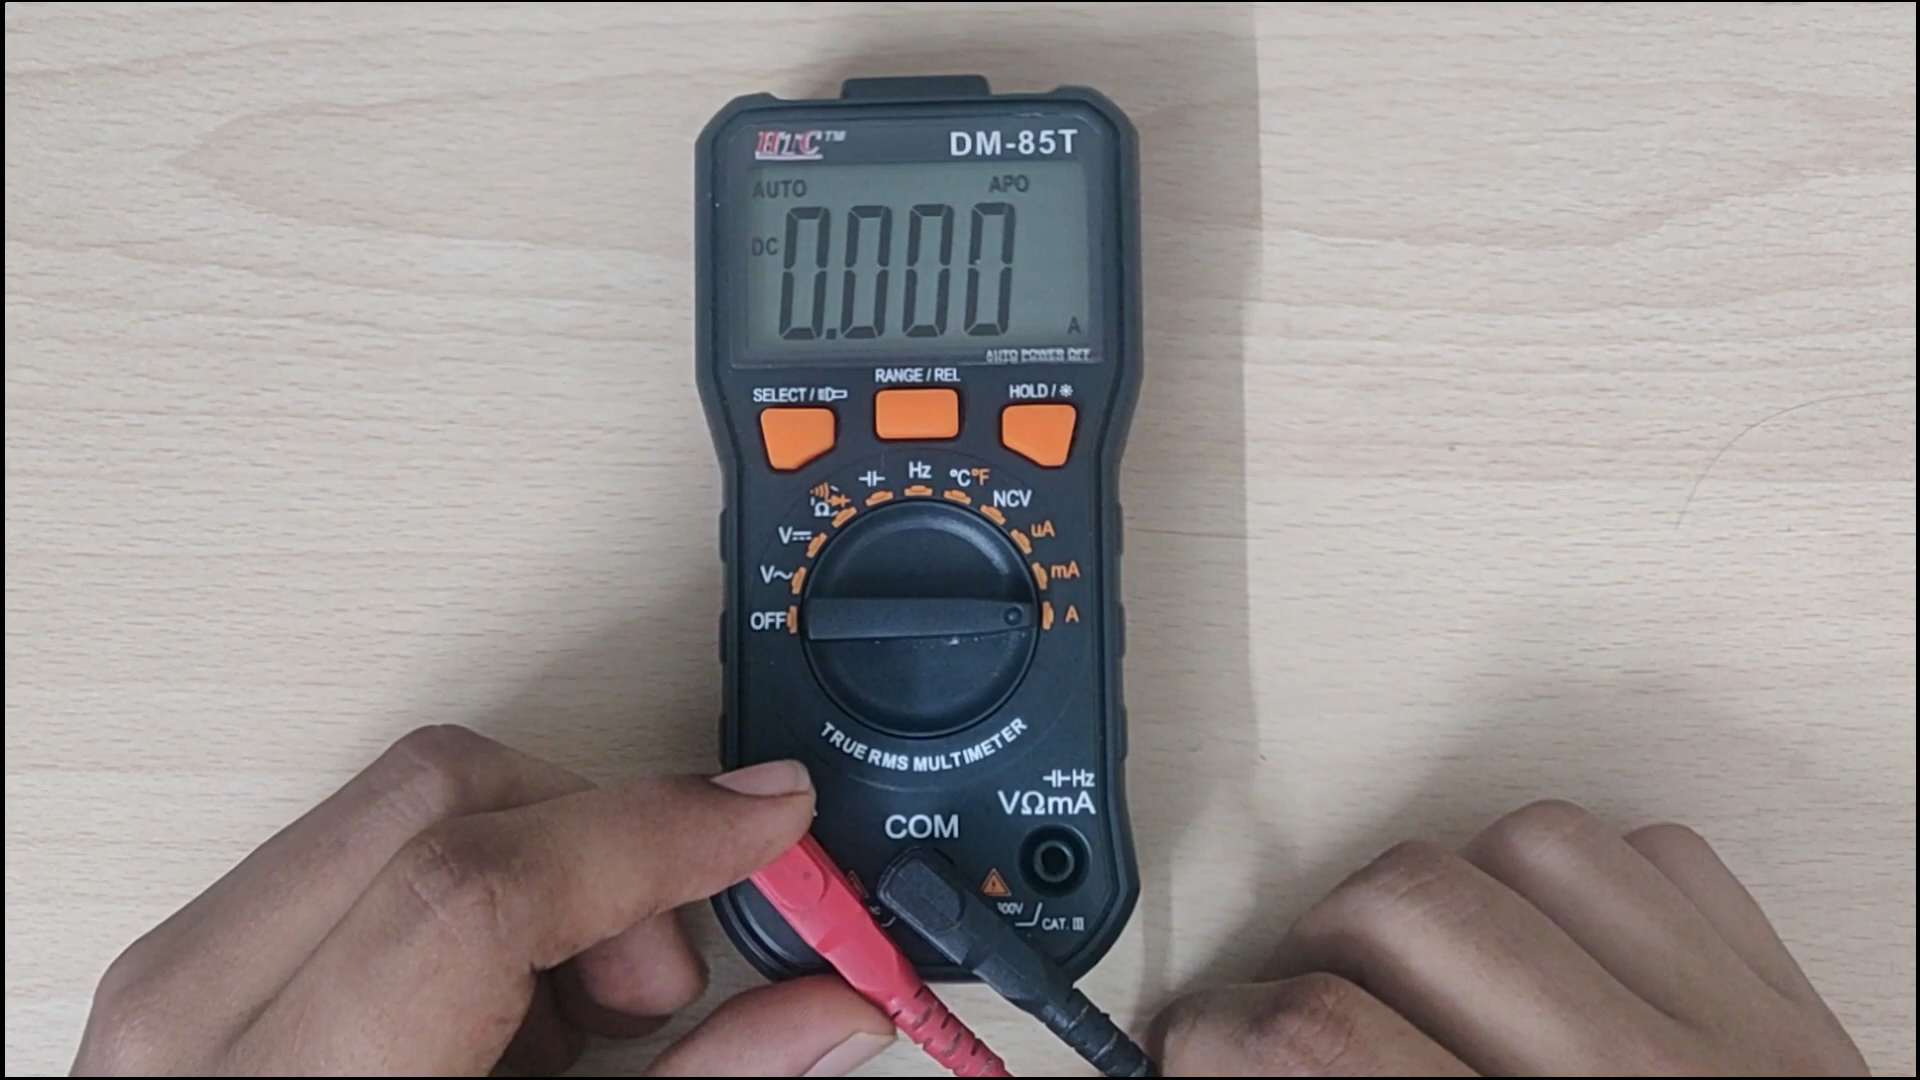 HTC™ DM-85T
AUTO APO
DC 0.000 A
AUTO POWER OFF
RANGE / REL
SELECT / HOLD /
Hz
°C°F
NCV
Ω
V
uA
V~
mA
OFF
A
TRUE RMS MULTIMETER
Hz
VΩmA
COM
CAT. III